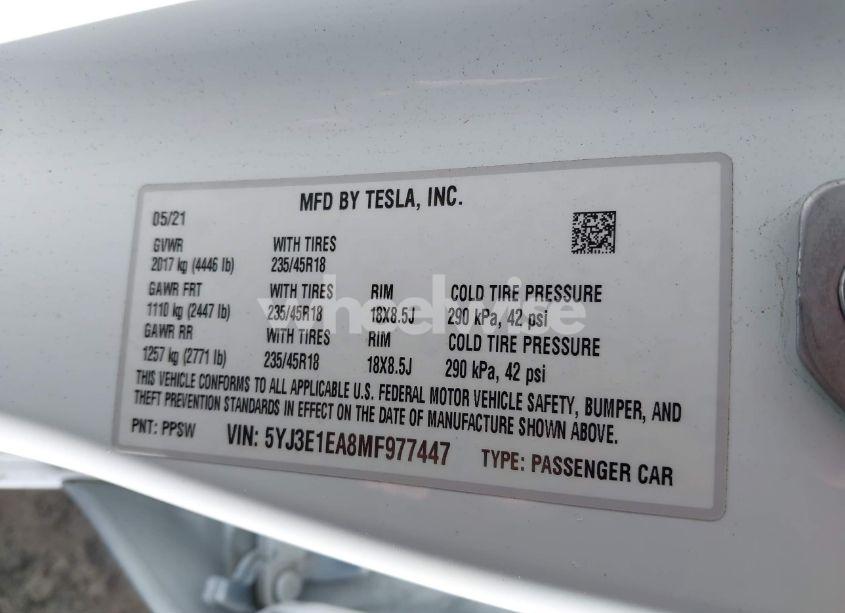 MFD BY TESLA, INC.
05/21
GVWR WITH TIRES
2017 kg (4446 lb) 235/45R18
GAWR FRT WITH TIRES RIM COLD TIRE PRESSURE
1110 kg (2447 lb) 235/45R18 18X8.5J 290 kPa, 42 psi
GAWR RR WITH TIRES RIM COLD TIRE PRESSURE
1257 kg (2771 lb) 235/45R18 18X8.5J 290 kPa, 42 psi
THIS VEHICLE CONFORMS TO ALL APPLICABLE U.S. FEDERAL MOTOR VEHICLE SAFETY, BUMPER, AND
THEFT PREVENTION STANDARDS IN EFFECT ON THE DATE OF MANUFACTURE SHOWN ABOVE.
PNT: PPSW VIN: 5YJ3E1EA8MF977447 TYPE: PASSENGER CAR
wheelwise